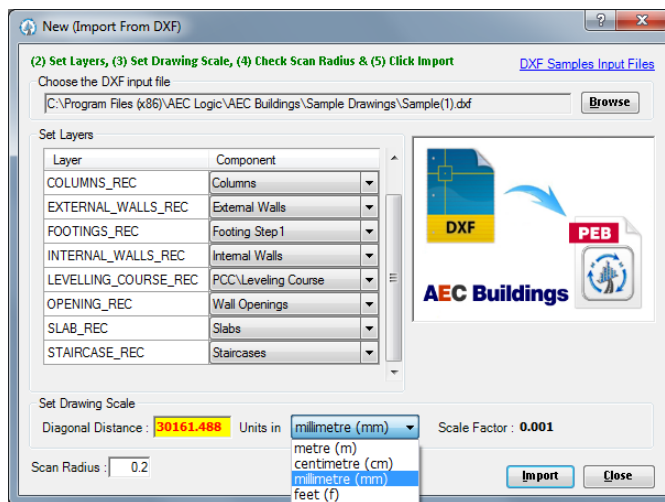 New (Import From DXF)
(2) Set Layers, (3) Set Drawing Scale, (4) Check Scan Radius & (5) Click Import
DXF Samples Input Files
Choose the DXF input file
C:\Program Files (x86)\AEC Logic\AEC Buildings\Sample Drawings\Sample(1).dxf
Browse
Set Layers
Layer Component
COLUMNS_REC Columns
EXTERNAL_WALLS_REC External Walls
FOOTINGS_REC Footing Step1
INTERNAL_WALLS_REC Internal Walls
LEVELLING_COURSE_REC PCC\Leveling Course
OPENING_REC Wall Openings
SLAB_REC Slabs
STAIRCASE_REC Staircases
DXF
PEB
AEC Buildings
Set Drawing Scale
Diagonal Distance : 30161.488 Units in millimetre (mm) Scale Factor : 0.001
metre (m)
centimetre (cm)
millimetre (mm)
feet (f)
Scan Radius : 0.2
Import
Close